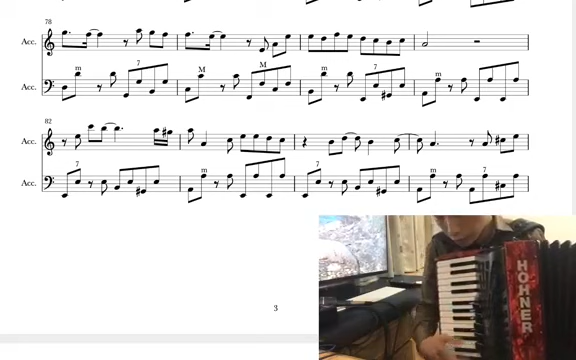 78
Acc.
m 7 M M m 7 m
Acc.
82
Acc.
7 m 7 m 7
Acc.
3
HOHNER